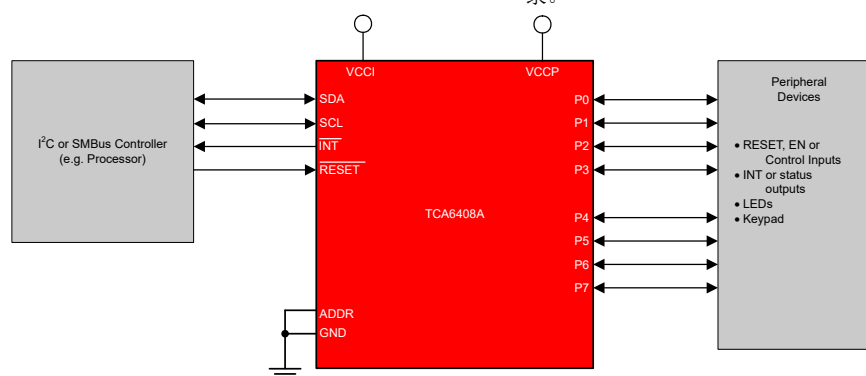 VCCI
VCCP
I²C or SMBus Controller
(e.g. Processor)
SDA
SCL
INT
RESET
TCA6408A
ADDR
GND
P0
P1
P2
P3
P4
P5
P6
P7
Peripheral
Devices
• RESET, EN or
Control Inputs
• INT or status
outputs
• LEDs
• Keypad